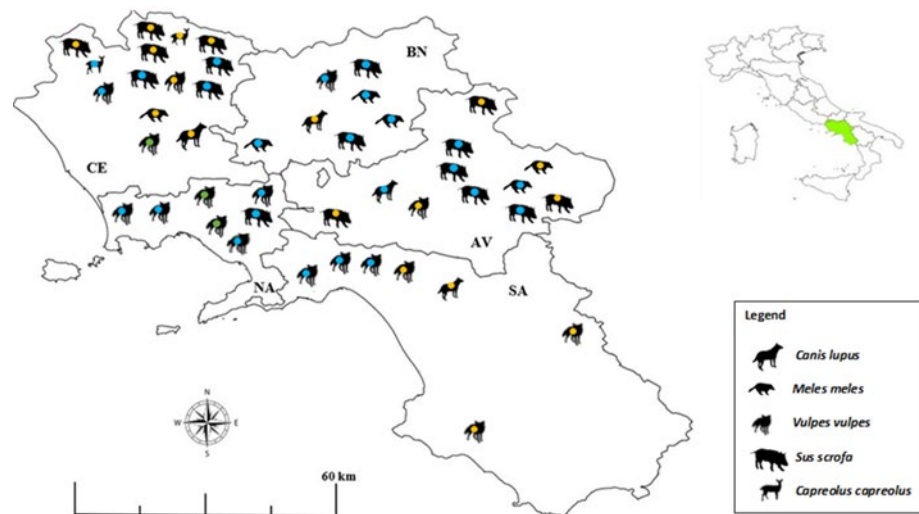 BN
CE
AV
NA
SA
N
W
E
S
60 km
Legend
Canis lupus
Meles meles
Vulpes vulpes
Sus scrofa
Capreolus capreolus